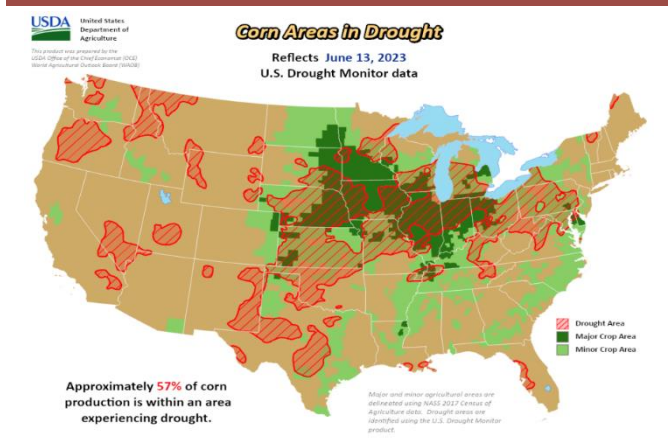 USDA
United States
Department of
Agriculture
This product was prepared by the
USDA Office of the Chief Economist (OCE)
World Agricultural Outlook Board (WAOB)
Corn Areas in Drought
Reflects June 13, 2023
U.S. Drought Monitor data
Drought Area
Major Crop Area
Minor Crop Area
Approximately 57% of corn
production is within an area
experiencing drought.
Major and minor agricultural areas are
delineated using NASS 2017 Census of
Agriculture data. Drought areas are
identified using the U.S. Drought Monitor
product.